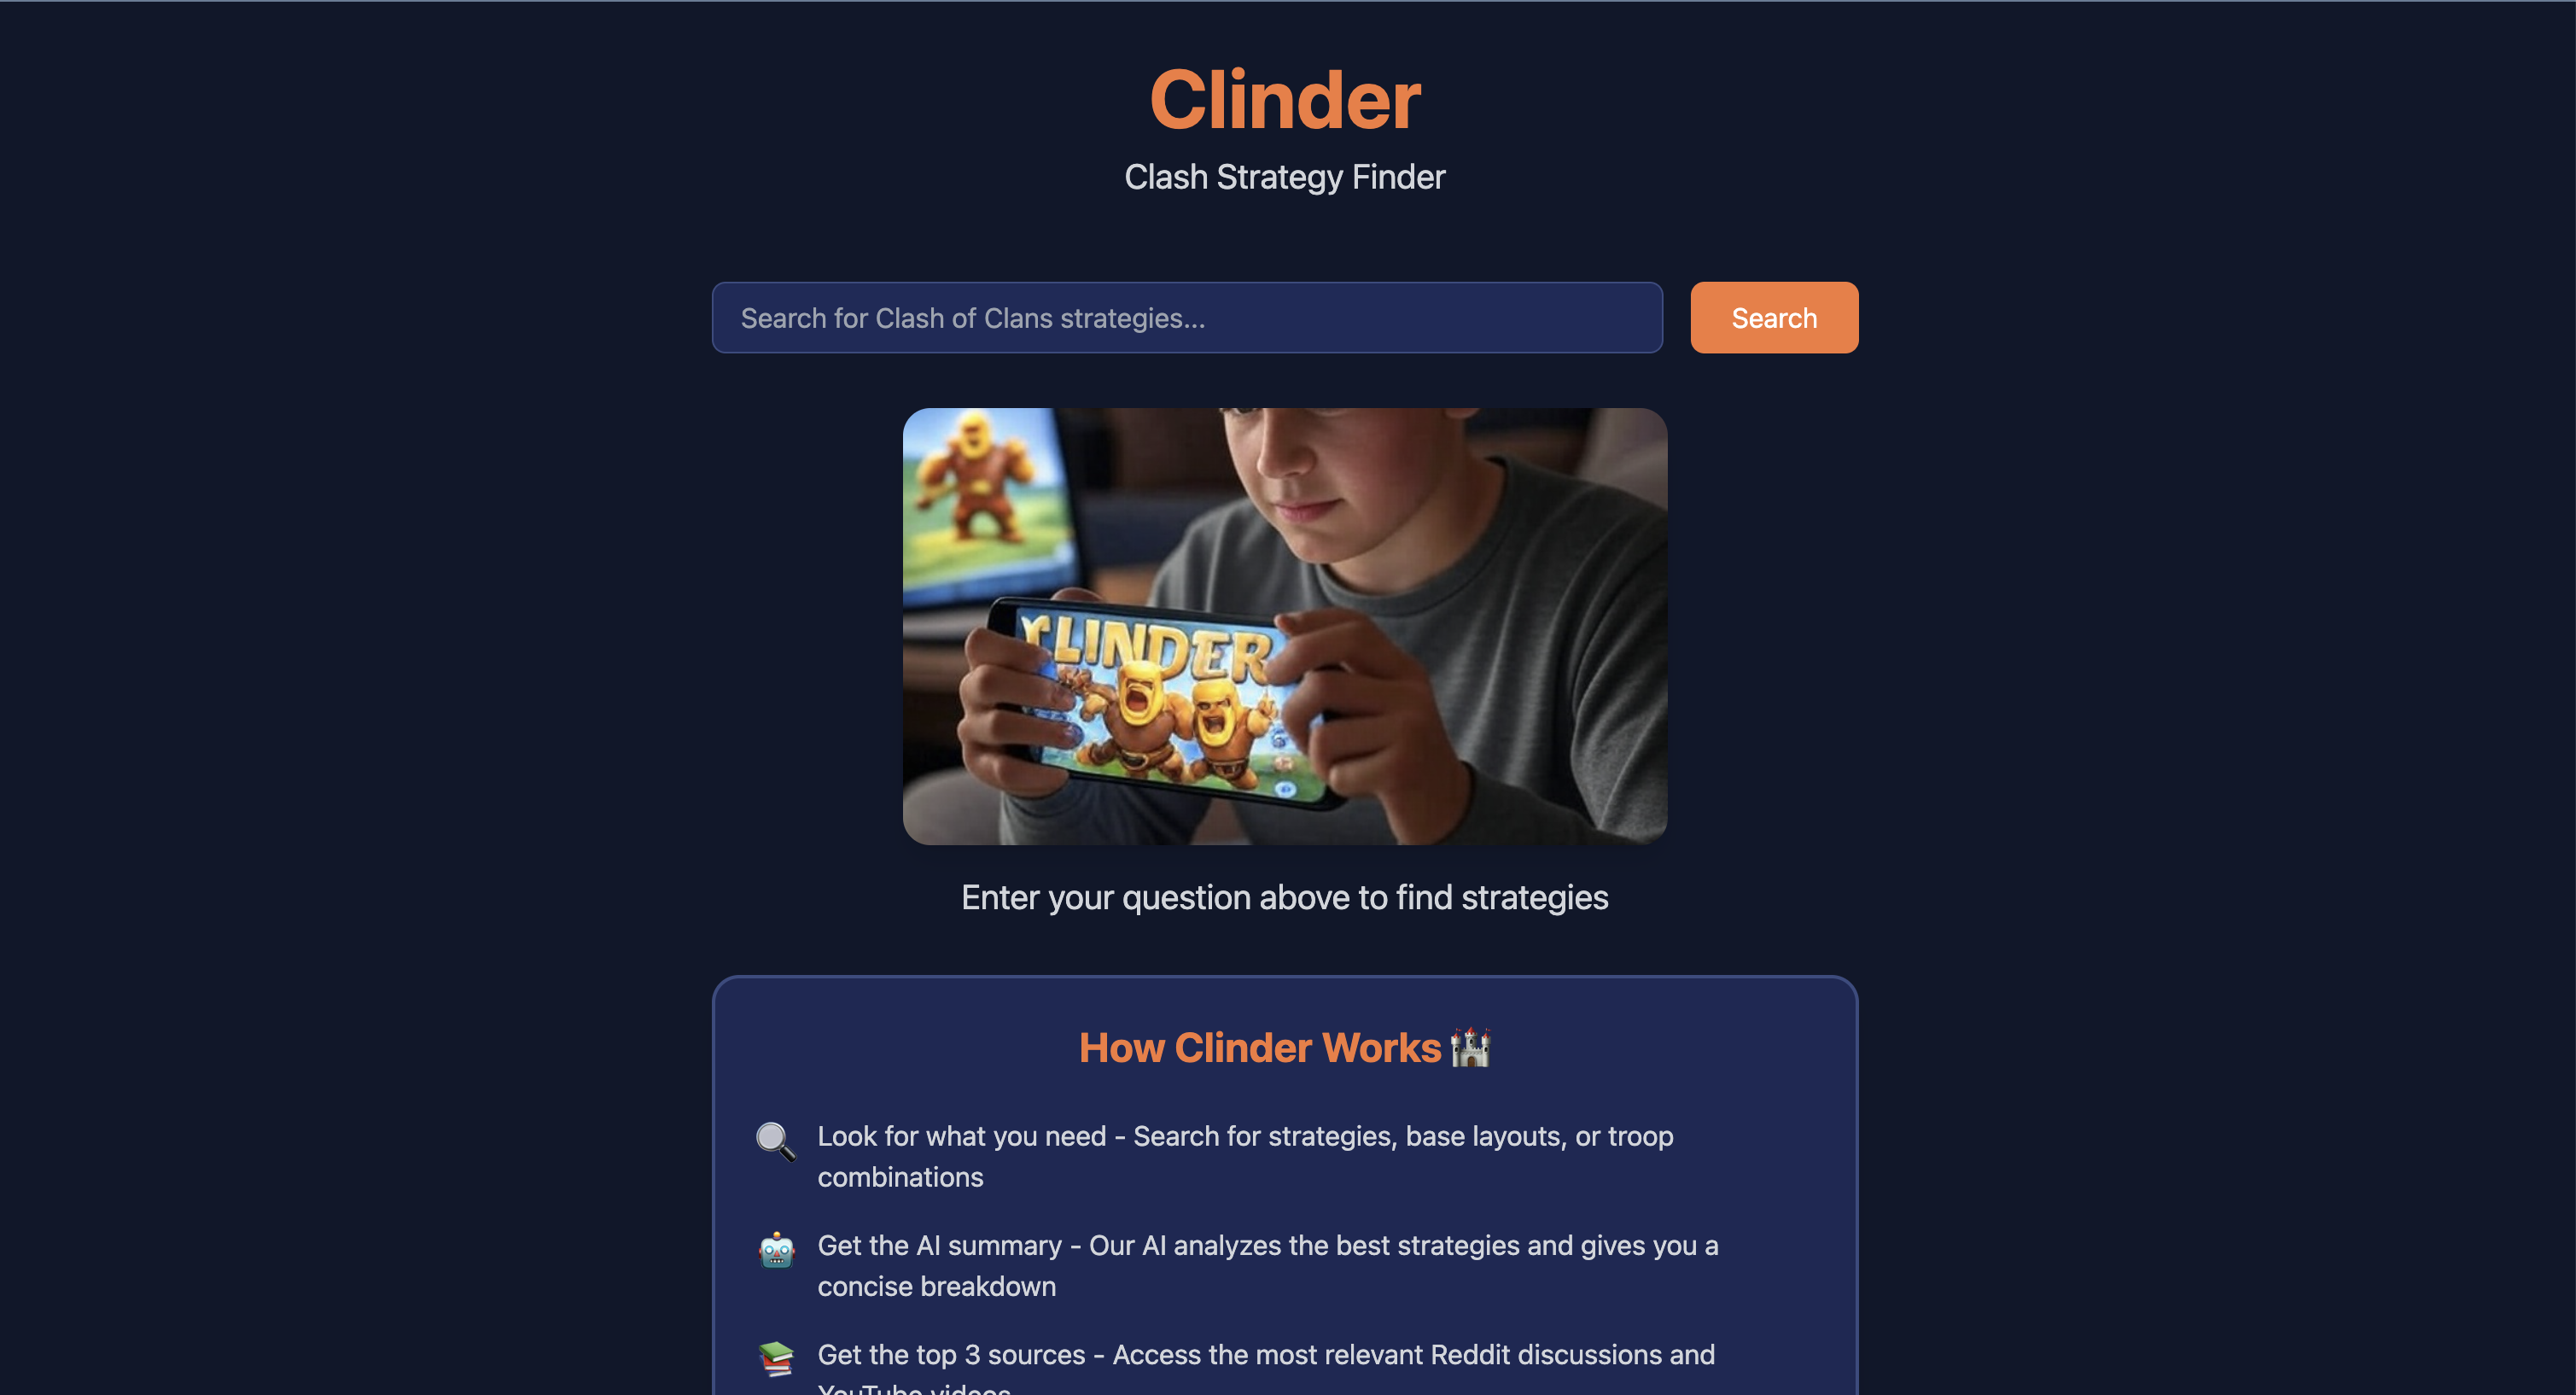 Clinder
Clash Strategy Finder
Search for Clash of Clans strategies...
Search
CLINDER
Enter your question above to find strategies
How Clinder Works
Look for what you need - Search for strategies, base layouts, or troop
combinations
Get the AI summary - Our AI analyzes the best strategies and gives you a
concise breakdown
Get the top 3 sources - Access the most relevant Reddit discussions and
YouTube videos